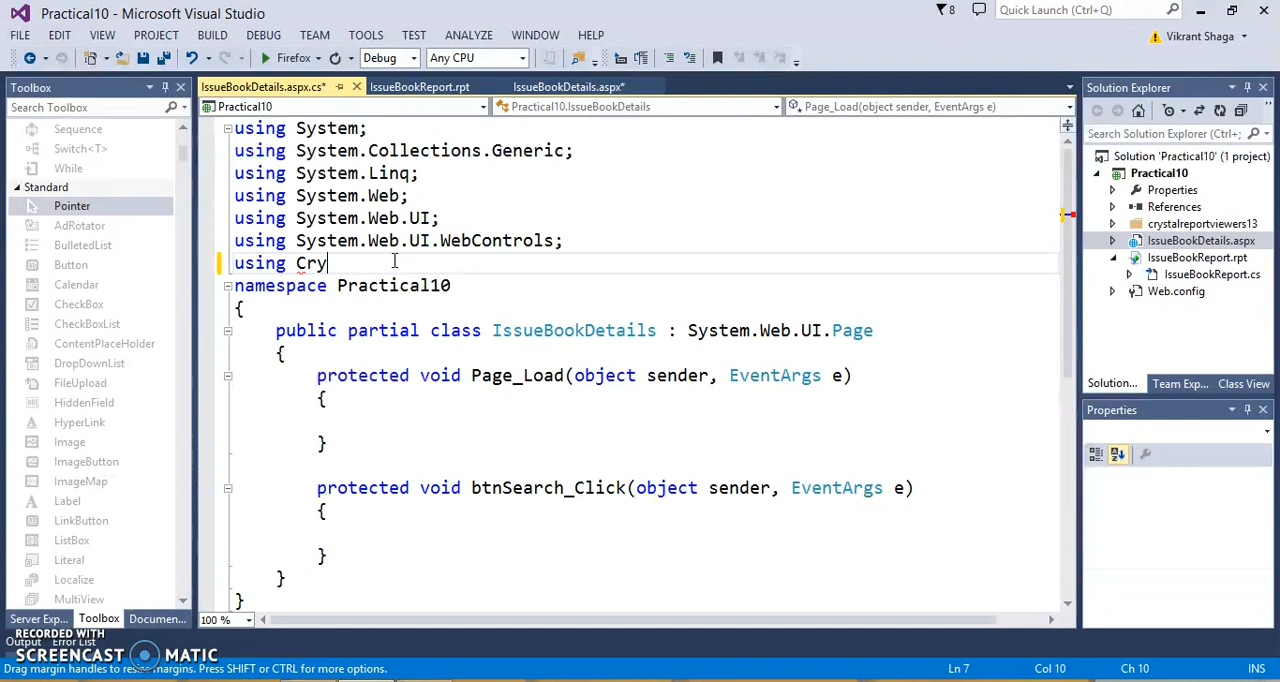 Practical10 - Microsoft Visual Studio
8
Quick Launch (Ctrl+Q)
FILE EDIT VIEW PROJECT BUILD DEBUG TEAM TOOLS TEST ANALYZE WINDOW HELP
Vikrant Shaga
Firefox Debug Any CPU
Toolbox
Search Toolbox
Sequence
Switch<T>
While
Standard
Pointer
AdRotator
BulletedList
Button
Calendar
CheckBox
CheckBoxList
ContentPlaceHolder
DropDownList
FileUpload
HiddenField
HyperLink
Image
ImageButton
ImageMap
Label
LinkButton
ListBox
Literal
Localize
MultiView
Server Exp... Toolbox Documen...
Output Error List
IssueBookDetails.aspx.cs* IssueBookReport.rpt IssueBookDetails.aspx*
Practical10 Practical10.IssueBookDetails Page_Load(object sender, EventArgs e)
using System;
using System.Collections.Generic;
using System.Linq;
using System.Web;
using System.Web.UI;
using System.Web.UI.WebControls;
using Cry
namespace Practical10
{
public partial class IssueBookDetails : System.Web.UI.Page
{
protected void Page_Load(object sender, EventArgs e)
{
}
protected void btnSearch_Click(object sender, EventArgs e)
{
}
}
}
100 %
Solution Explorer
Search Solution Explorer (Ctrl+;
Solution 'Practical10' (1 project)
Practical10
Properties
References
crystalreportviewers13
IssueBookDetails.aspx
IssueBookReport.rpt
IssueBookReport.cs
Web.config
Solution... Team Exp... Class View
Properties
RECORDED WITH
SCREENCAST MATIC
Drag margin handles to resize margins. Press SHIFT or CTRL for more options.
Ln 7 Col 10 Ch 10 INS